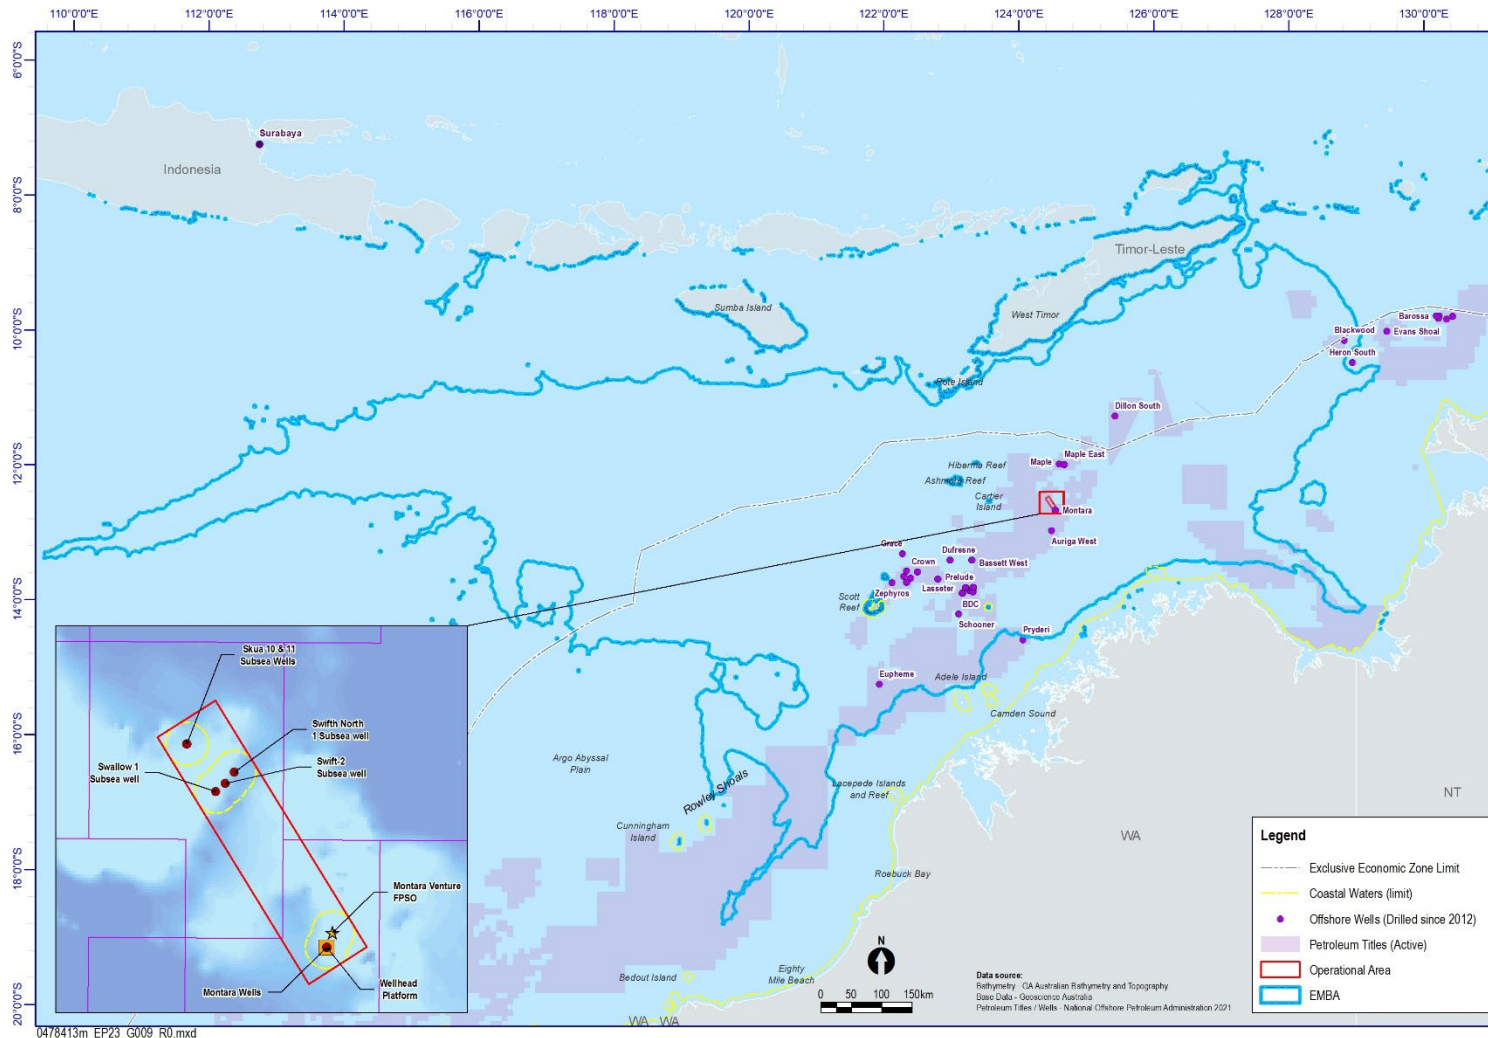 110°0'0"E 112°0'0"E 114°0'0"E 116°0'0"E 118°0'0"E 120°0'0"E 122°0'0"E 124°0'0"E 126°0'0"E 128°0'0"E 130°0'0"E
6°0'0"S
8°0'0"S
10°0'0"S
12°0'0"S
14°0'0"S
16°0'0"S
18°0'0"S
20°0'0"S
Surabaya
Indonesia
Timor-Leste
Sumba Island
West Timor
Rote Island
Barossa
Blackwood
Evans Shoal
Heron South
Dillon South
Maple
Maple East
Hiberma Reef
Ashmore Reef
Cartier
Island
Montara
Auriga West
Grace
Dufresne
Crown
Bassett West
Prelude
Lasseter
Zephyros
Scott
Reef
BDC
Schooner
Pryderi
Eupheme
Adele Island
Camden Sound
Argo Abyssal
Plain
Lacepede Islands
and Reef
Rowley Shoals
Cunningham
Island
NT
WA
Roebuck Bay
Bedout Island
Eighty
Mile Beach
WA WA
Skua 10 & 11
Subsea Wells
Swifth North
1 Subsea well
Swallow 1
Subsea well
Swift-2
Subsea well
Montara Venture
FPSO
Montara Wells
Wellhead
Platform
N
0 50 100 150km
Data source:
Bathymetry - GA Australian Bathymetry and Topography
Base Data - Geoscience Australia
Petroleum Titles / Wells - National Offshore Petroleum Administration 2021
Legend
Exclusive Economic Zone Limit
Coastal Waters (limit)
Offshore Wells (Drilled since 2012)
Petroleum Titles (Active)
Operational Area
EMBA
0478413m_EP23_G009_R0.mxd